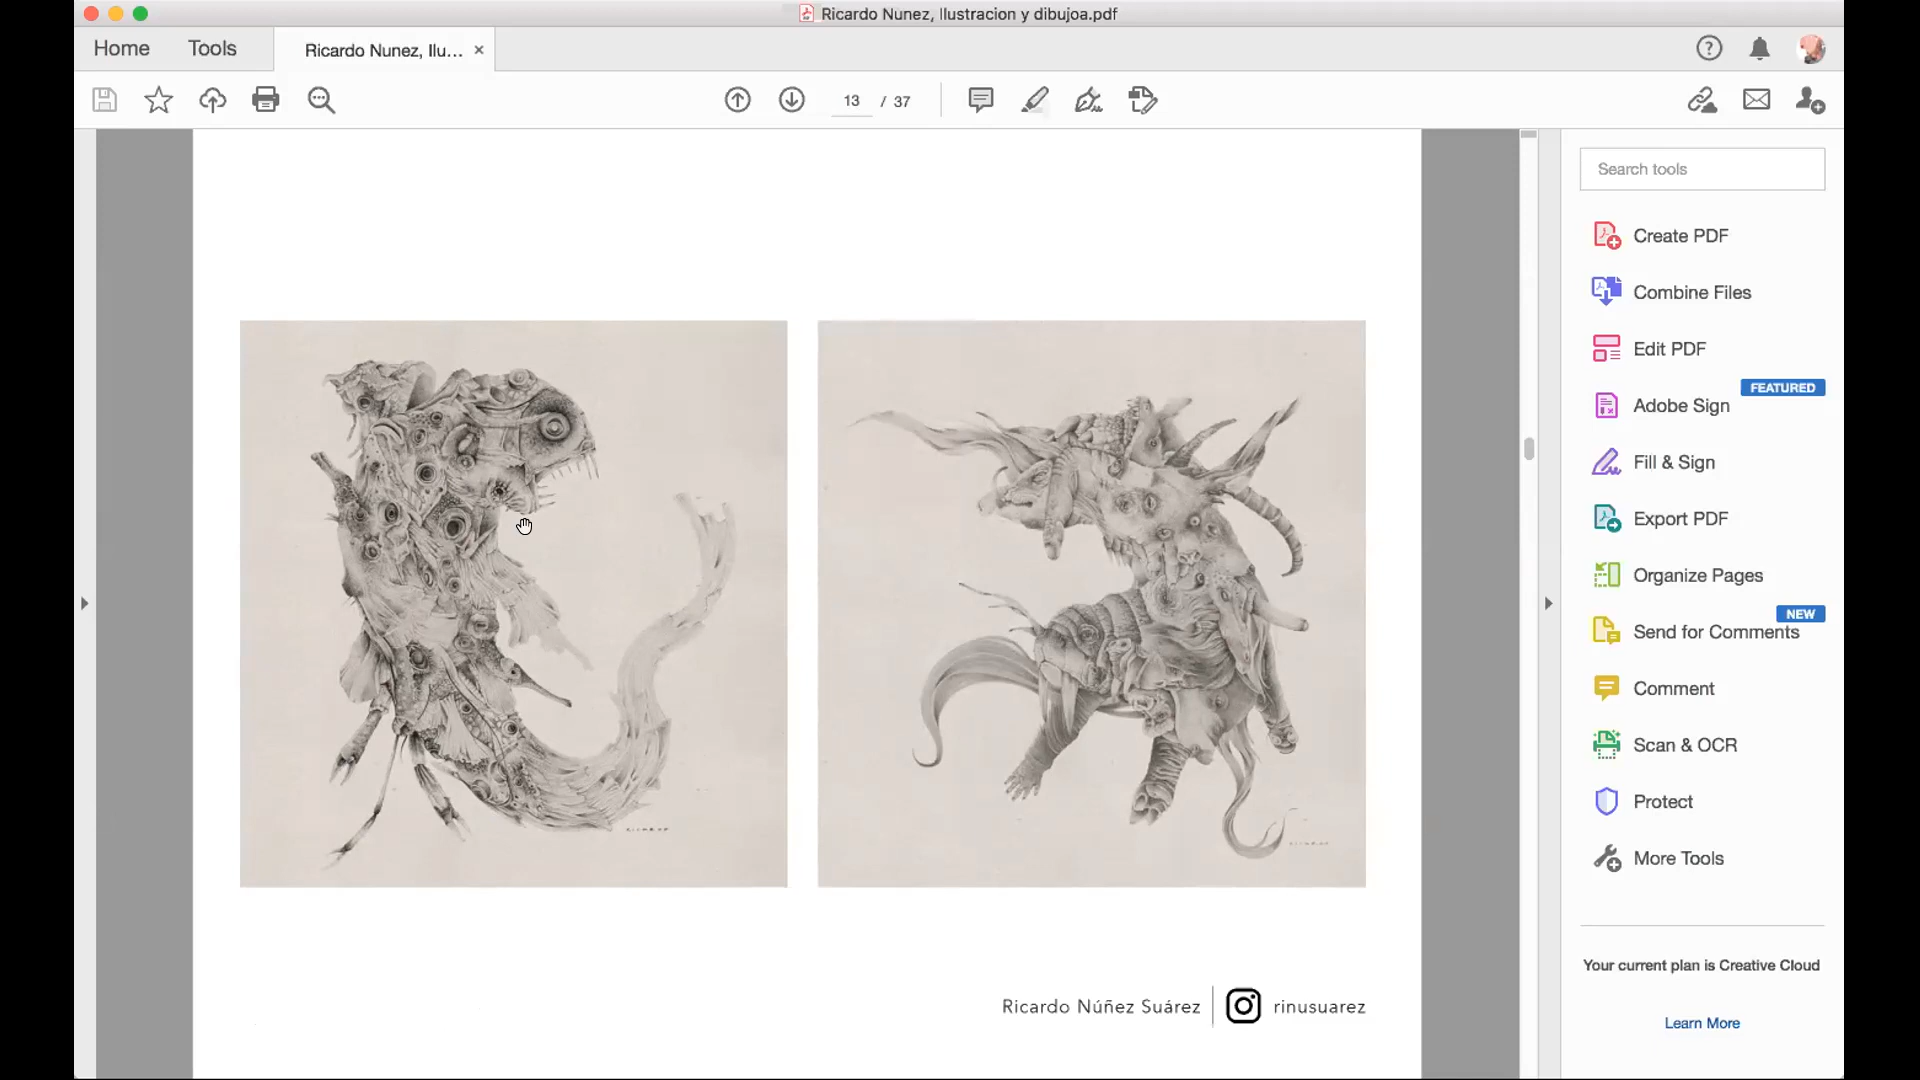 Ricardo Nunez, Ilustracion y dibujoa.pdf
Home
Tools
Ricardo Nunez, Ilu...
13 / 37
Search tools
Create PDF
Combine Files
Edit PDF
FEATURED
Adobe Sign
Fill & Sign
Export PDF
Organize Pages
NEW
Send for Comments
Comment
Scan & OCR
Protect
More Tools
Your current plan is Creative Cloud
Learn More
Ricardo Núñez Suárez
rinusuarez